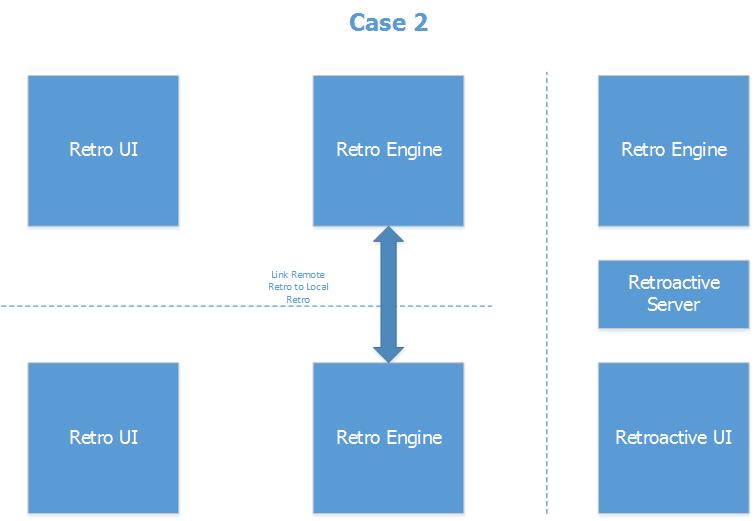 Case 2
Retro UI
Retro Engine
Retro Engine
Link Remote
Retro to Local
Retro
Retroactive
Server
Retro UI
Retro Engine
Retroactive UI